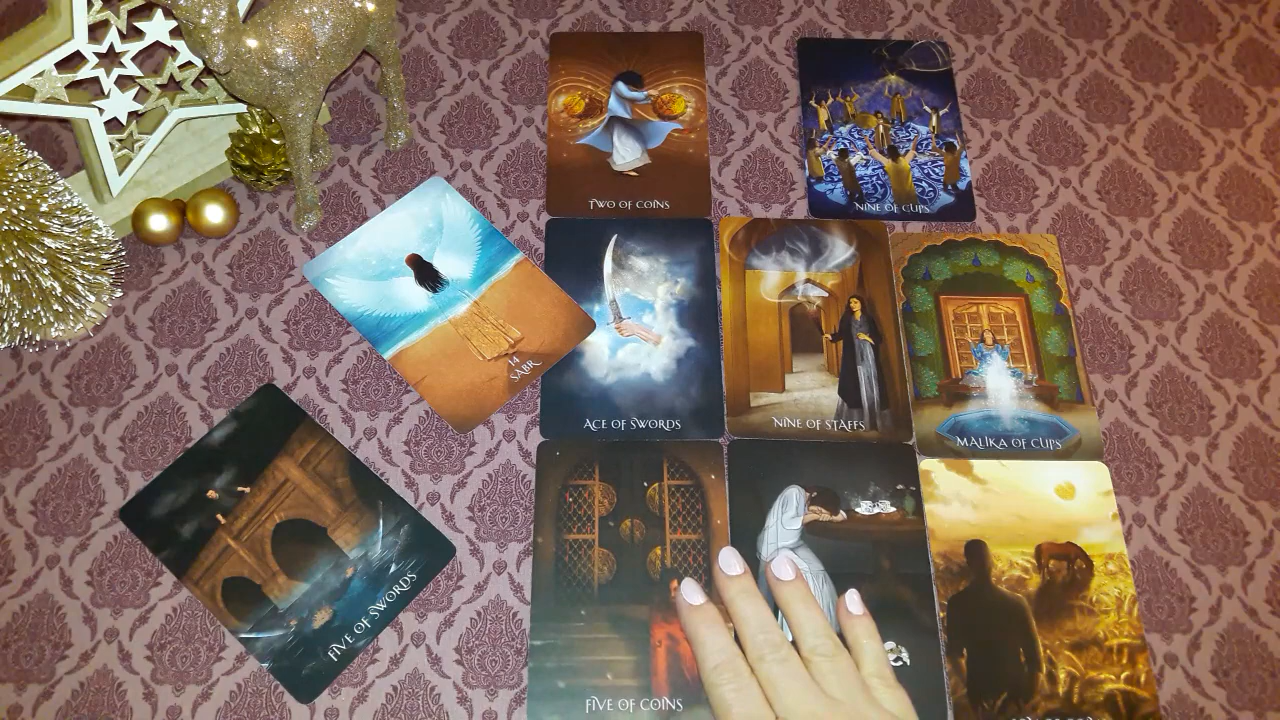 TWO OF COINS
NINE OF CUPS
14
SABR
ACE OF SWORDS
NINE OF STAFFS
MALIKA OF CUPS
FIVE OF SWORDS
FIVE OF COINS